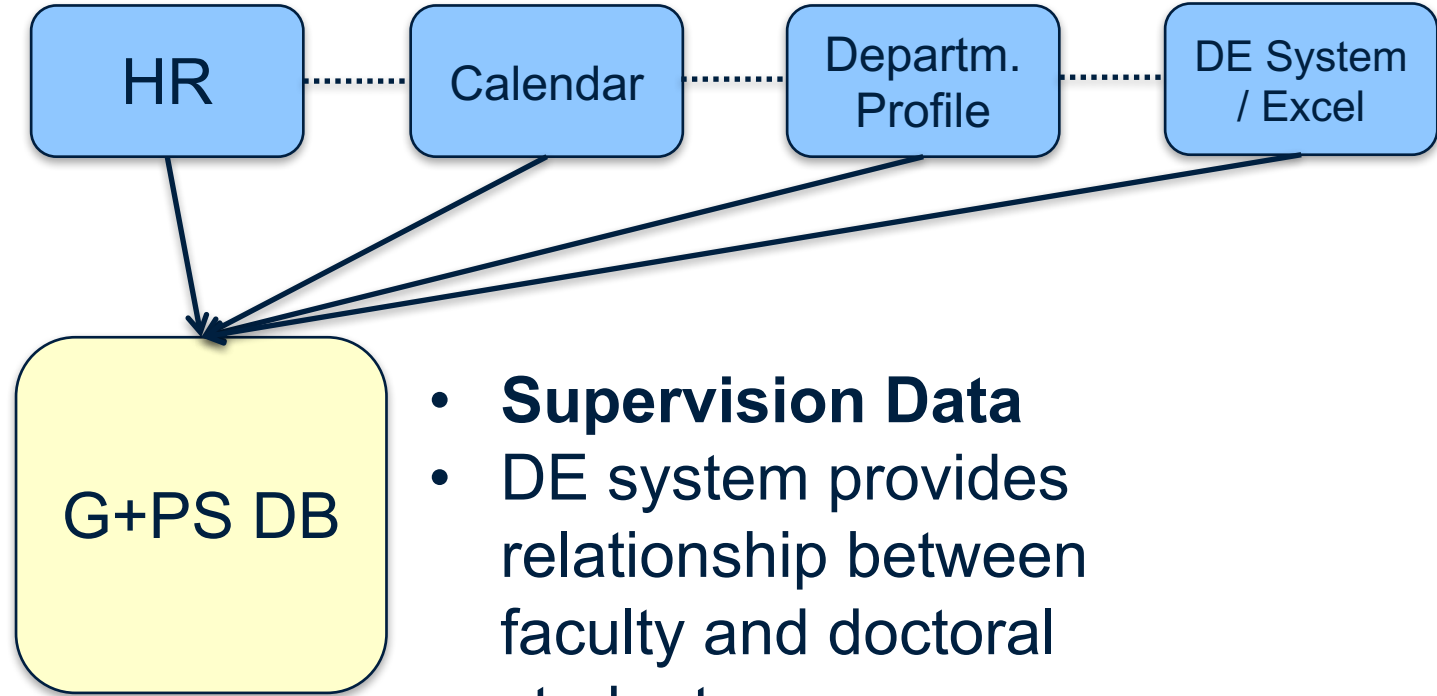 HR
Calendar
Departm.
Profile
DE System
/ Excel
G+PS DB
• Supervision Data
• DE system provides
relationship between
faculty and doctoral